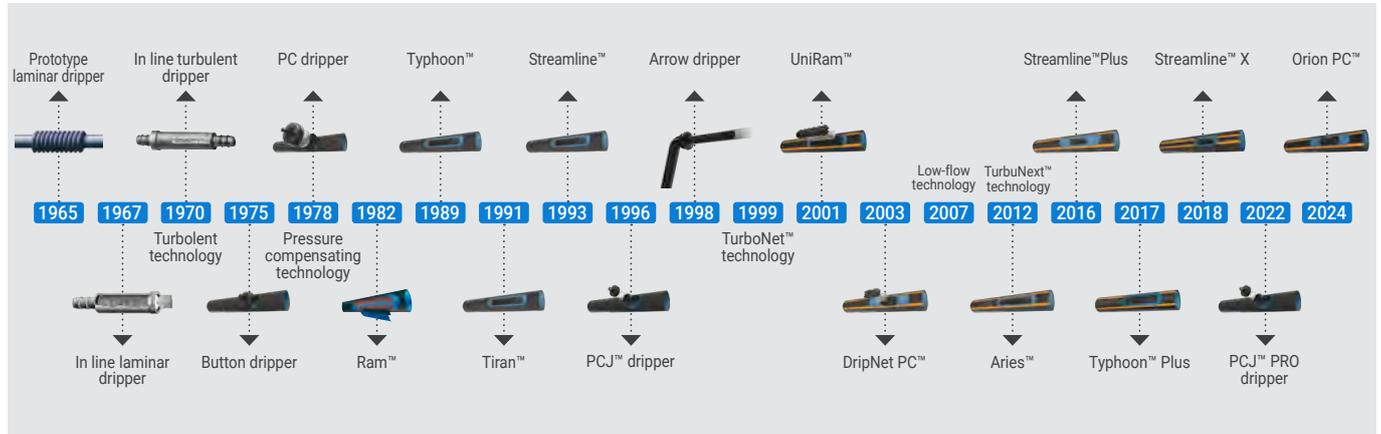 Prototype
laminar dripper
In line turbulent
dripper
PC dripper
Typhoon™
Streamline™
Arrow dripper
UniRam™
Streamline™Plus
Streamline™ X
Orion PC™
Low-flow
technology
TurbuNext™
technology
1965
1967
1970
1975
1978
1982
1989
1991
1993
1996
1998
1999
2001
2003
2007
2012
2016
2017
2018
2022
2024
Turbolent
technology
Pressure
compensating
technology
TurboNet™
technology
In line laminar
dripper
Button dripper
Ram™
Tiran™
PCJ™ dripper
DripNet PC™
Aries™
Typhoon™ Plus
PCJ™ PRO
dripper